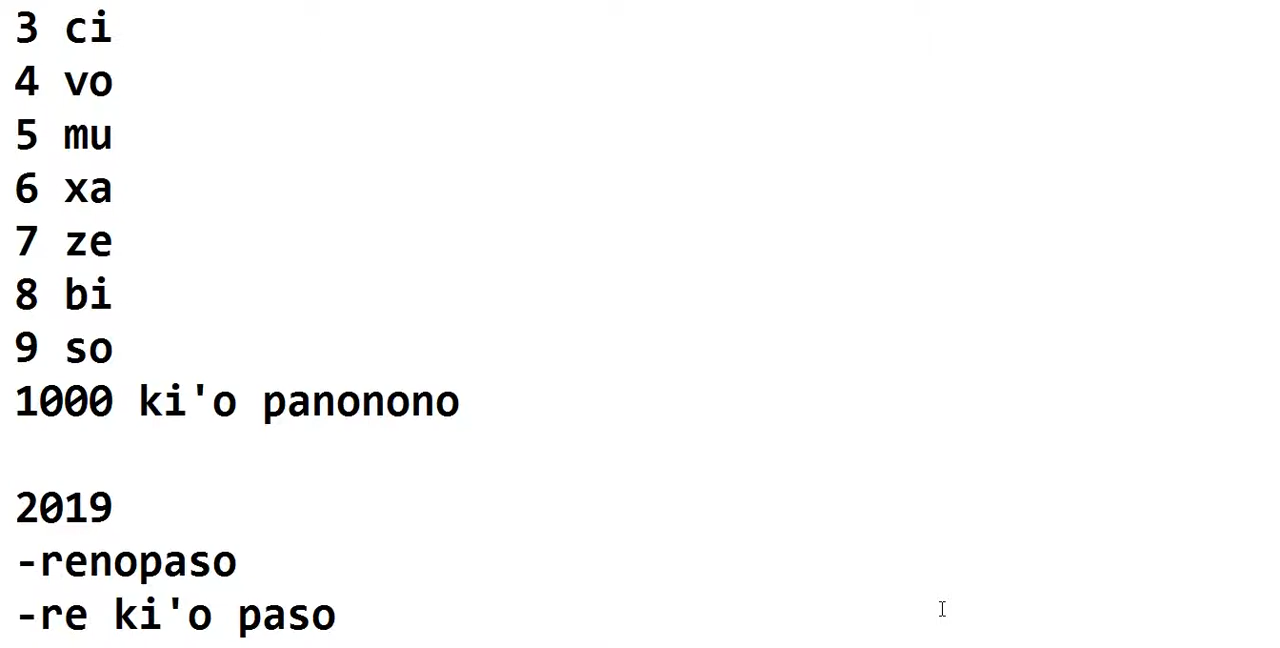 3 ci
4 vo
5 mu
6 xa
7 ze
8 bi
9 so
1000 ki'o panonono
2019
-renopaso
-re ki'o paso